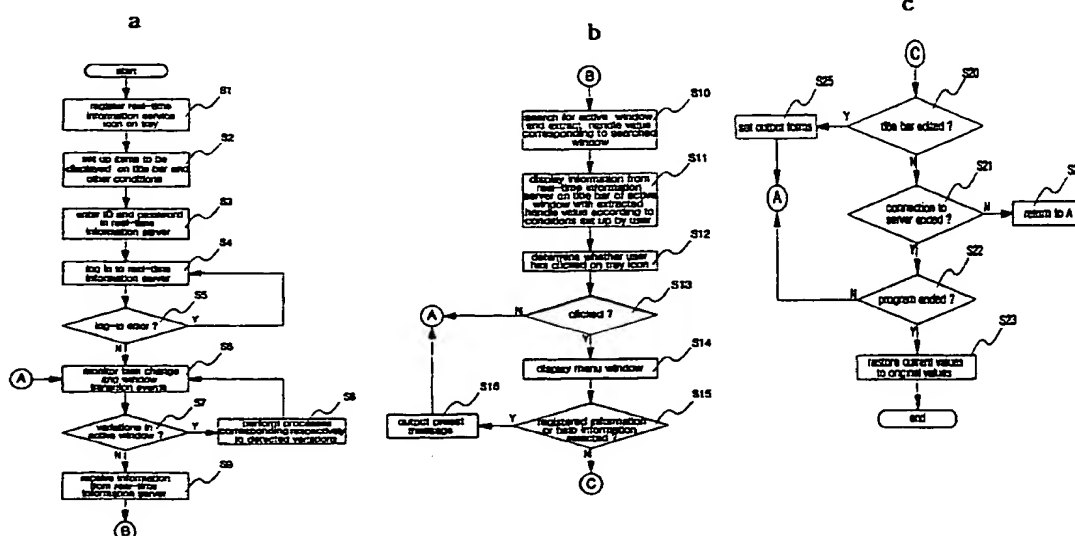 a
start
S1
register real-time
information service
icon on tray
S2
set up items to be
displayed on title bar and
other conditions
S3
enter ID and password
in real-time
information server
S4
log in to real-time
information server
S5
log-in error ?
Y
N
A
S6
monitor task change
and window
transition events
S7
variations in
active window ?
Y
S8
perform processes
corresponding respectively
to detected variations
N
S9
receive information
from real-time
information server
B
b
B
S10
search for active window
and extract handle value
corresponding to searched
window
S11
display information from
real-time information
server on title bar of active
window with extracted
handle value according to
conditions set up by user
S12
determine whether user
has clicked on tray icon
S13
clicked ?
N
A
Y
S14
display menu window
S15
registered information
or help information
selected ?
Y
S16
output preset
message
N
C
c
C
S20
title bar edited ?
Y
S25
set output items
A
N
S21
connection to
server ended ?
N
return to A
Y
S22
program ended ?
N
Y
S23
restore current values
to original values
end